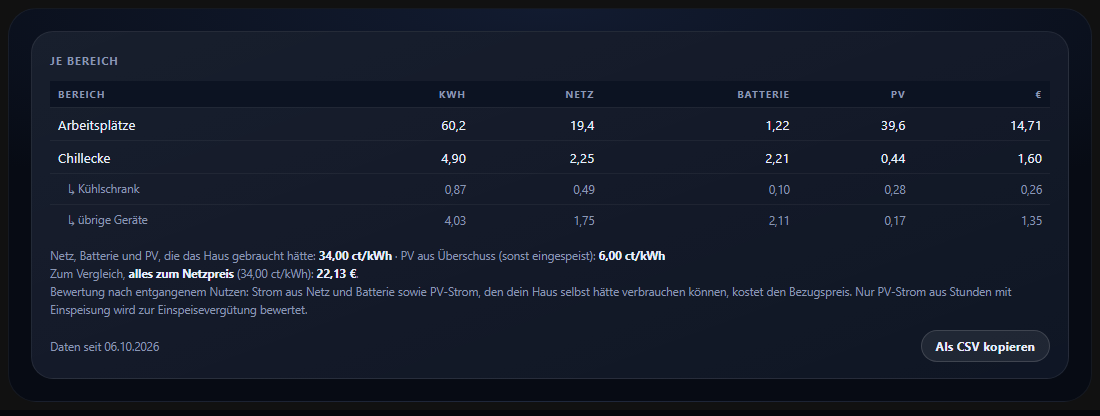 JE BEREICH
BEREICH KWH NETZ BATTERIE PV €
Arbeitsplätze 60,2 19,4 1,22 39,6 14,71
Chillecke 4,90 2,25 2,21 0,44 1,60
↳ Kühlschrank 0,87 0,49 0,10 0,28 0,26
↳ übrige Geräte 4,03 1,75 2,11 0,17 1,35
Netz, Batterie und PV, die das Haus gebraucht hätte: 34,00 ct/kWh · PV aus Überschuss (sonst eingespeist): 6,00 ct/kWh
Zum Vergleich, alles zum Netzpreis (34,00 ct/kWh): 22,13 €.
Bewertung nach entgangenem Nutzen: Strom aus Netz und Batterie sowie PV-Strom, den dein Haus selbst hätte verbrauchen können, kostet den Bezugspreis. Nur PV-Strom aus Stunden mit
Einspeisung wird zur Einspeisevergütung bewertet.
Daten seit 06.10.2026 Als CSV kopieren